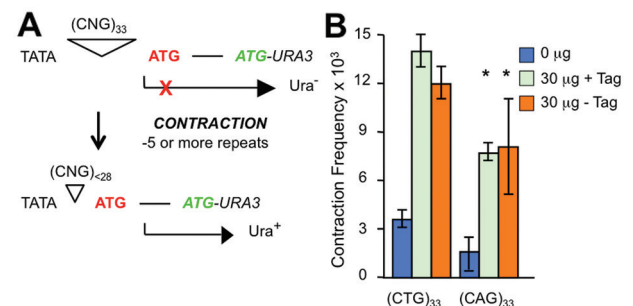 A
(CNG)33
TATA ATG ATG-URA3
X Ura-
CONTRACTION
-5 or more repeats
(CNG)<28
TATA ATG ATG-URA3
Ura+
B
Contraction Frequency x 10³
15
12
9
6
3
0
0 µg
30 µg + Tag
30 µg - Tag
* *
(CTG)33 (CAG)33